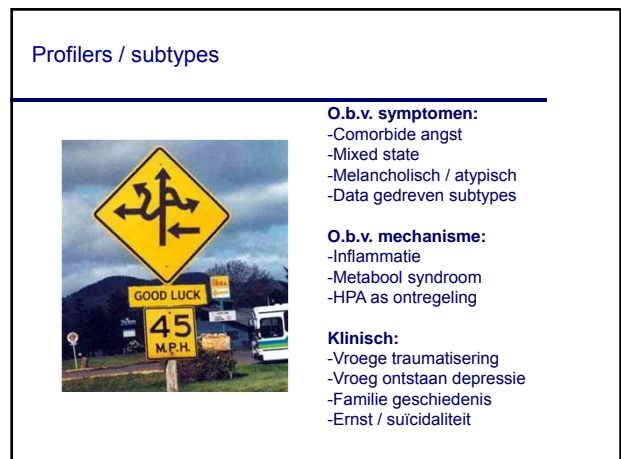 Profilers / subtypes
O.b.v. symptomen:
-Comorbide angst
-Mixed state
-Melancholisch / atypisch
-Data gedreven subtypes
O.b.v. mechanisme:
-Inflammatie
-Metabool syndroom
-HPA as ontregeling
Klinisch:
-Vroege traumatisering
-Vroeg ontstaan depressie
-Familie geschiedenis
-Ernst / suïcidaliteit
GOOD LUCK
45
M.P.H.